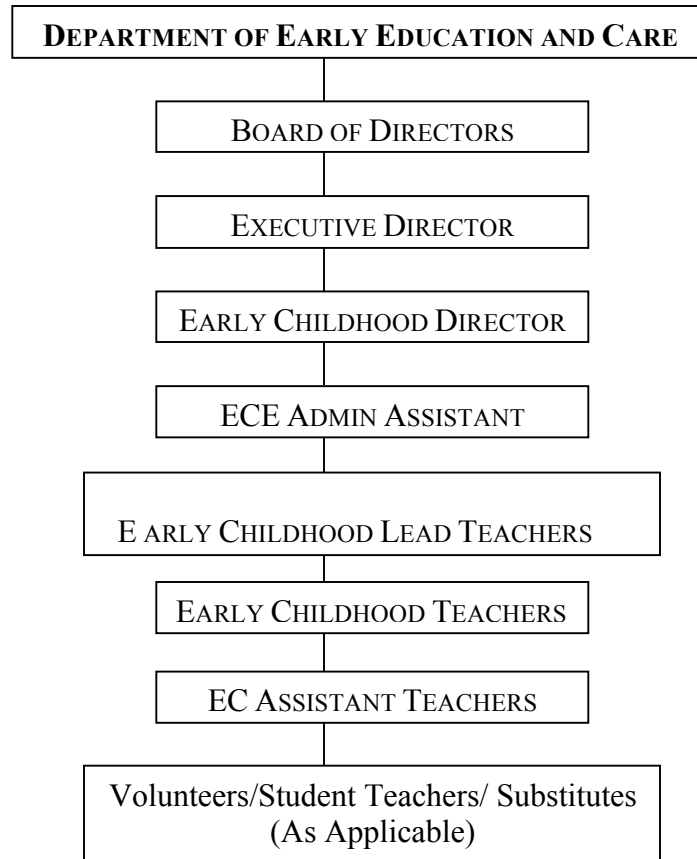 DEPARTMENT OF EARLY EDUCATION AND CARE
BOARD OF DIRECTORS
EXECUTIVE DIRECTOR
EARLY CHILDHOOD DIRECTOR
ECE ADMIN ASSISTANT
E ARLY CHILDHOOD LEAD TEACHERS
EARLY CHILDHOOD TEACHERS
EC ASSISTANT TEACHERS
Volunteers/Student Teachers/ Substitutes
(As Applicable)